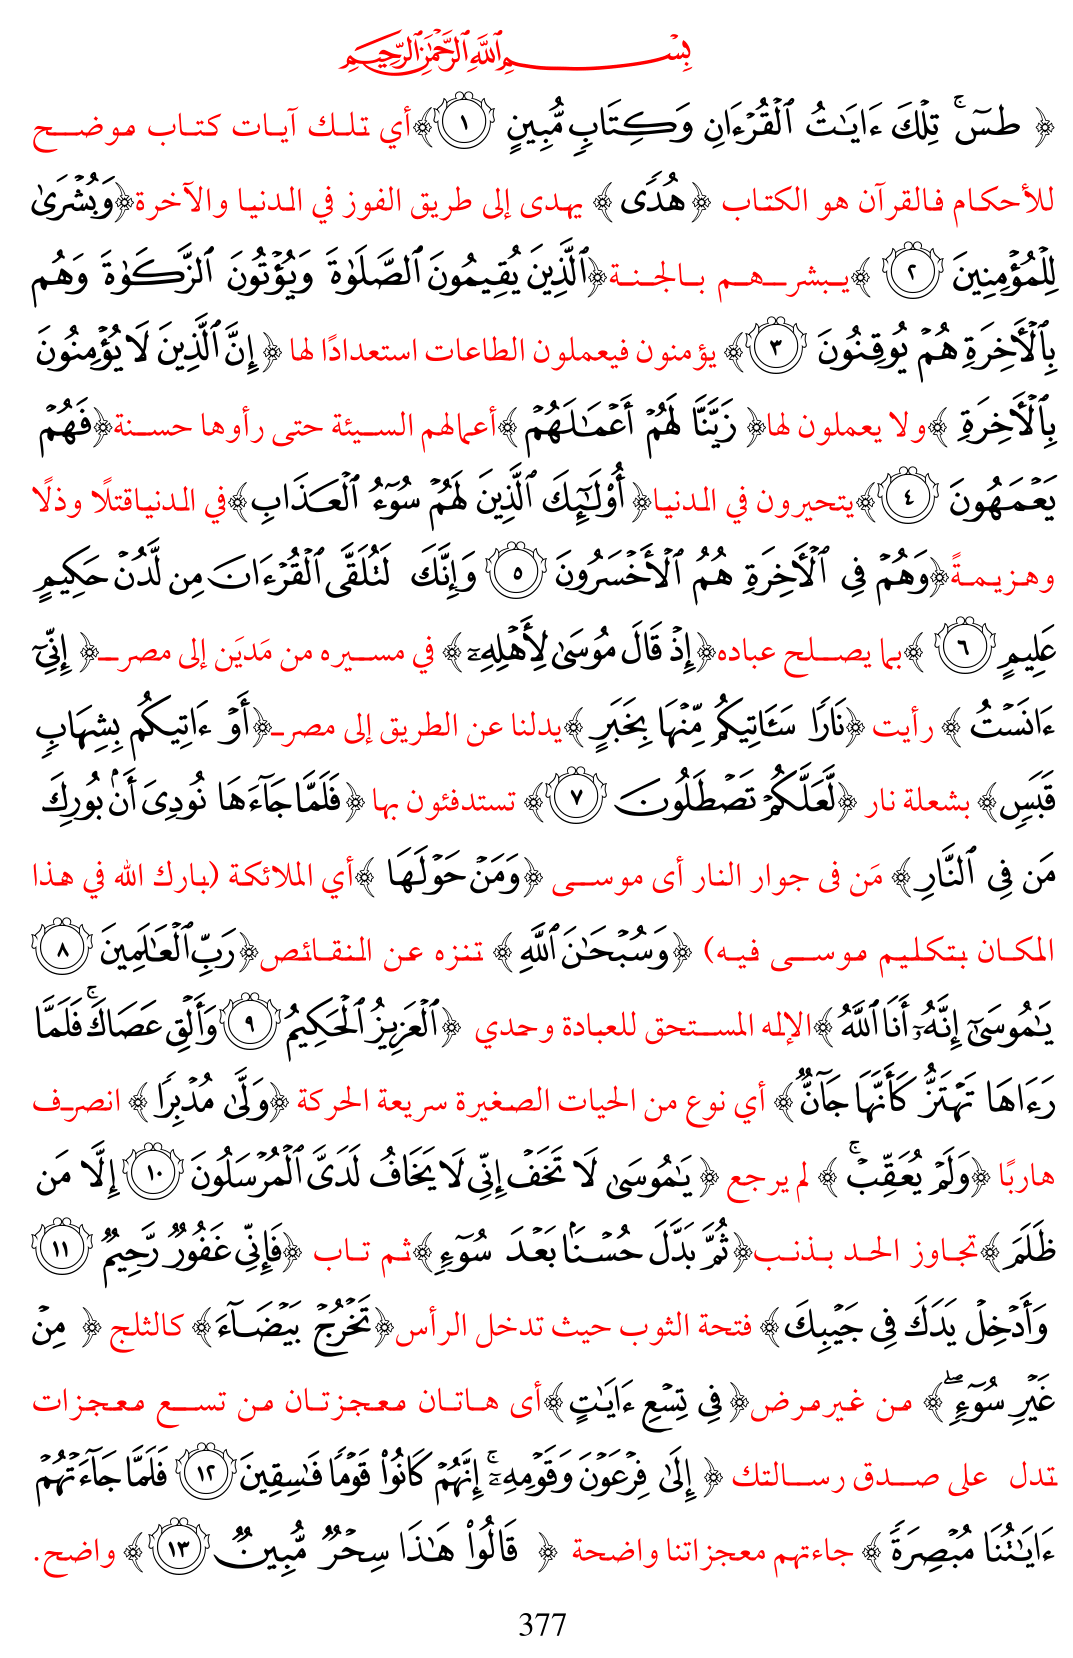 بِسْمِ ٱللَّهِ ٱلرَّحْمَٰنِ ٱلرَّحِيمِ
﴿ طسٓ ۚ تِلْكَ ءَايَٰتُ ٱلْقُرْءَانِ وَكِتَابٍ مُّبِينٍ ١﴾أي تلك آيات كتاب موضح
للأحكام فالقرآن هو الكتاب ﴿ هُدًى ﴾ يهدى إلى طريق الفوز في الدنيا والآخرة﴿وَبُشْرَىٰ
لِلْمُؤْمِنِينَ ٢ ﴾يبشرهم بالجنة﴿ٱلَّذِينَ يُقِيمُونَ ٱلصَّلَوٰةَ وَيُؤْتُونَ ٱلزَّكَوٰةَ وَهُم
بِٱلْأَخِرَةِ هُمْ يُوقِنُونَ ٣﴾ يؤمنون فيعملون الطاعات استعدادًا لها ﴿ إِنَّ ٱلَّذِينَ لَا يُؤْمِنُونَ
بِٱلْأَخِرَةِ ﴾ولا يعملون لها﴿ زَيَّنَّا لَهُمْ أَعْمَٰلَهُمْ ﴾أعمالهم السيئة حتى رأوها حسنة﴿فَهُمْ
يَعْمَهُونَ ٤﴾يتحيرون في الدنيا﴿ أُوْلَٰٓئِكَ ٱلَّذِينَ لَهُمْ سُوٓءُ ٱلْعَذَابِ﴾في الدنياقتلًا وذلًا
وهزيمةً﴿وَهُمْ فِى ٱلْأَخِرَةِ هُمُ ٱلْأَخْسَرُونَ ٥ وَإِنَّكَ لَتُلَقَّى ٱلْقُرْءَانَ مِن لَّدُنْ حَكِيمٍ
عَلِيمٍ ٦ ﴾بما يصلح عباده﴿إِذْ قَالَ مُوسَىٰ لِأَهْلِهِۦٓ ﴾ في مسيره من مَديَن إلى مصر﴿ إِنِّىٓ
ءَانَسْتُ ﴾ رأيت ﴿نَارًا سَـَٔاتِيكُم مِّنْهَا بِخَبَرٍ ﴾يدلنا عن الطريق إلى مصر﴿أَوْ ءَاتِيكُم بِشِهَابٍ
قَبَسٍ﴾ بشعلة نار ﴿لَّعَلَّكُمْ تَصْطَلُونَ ٧﴾ تستدفئون بها ﴿فَلَمَّا جَآءَهَا نُودِىَ أَنۢ بُورِكَ
مَن فِى ٱلنَّارِ﴾ مَن فى جوار النار أى موسى ﴿وَمَنْ حَوْلَهَا ﴾أي الملائكة (بارك الله في هذا
المكان بتكليم موسى فيه) ﴿وَسُبْحَٰنَ ٱللَّهِ ﴾ تنزه عن النقائص﴿رَبِّ ٱلْعَٰلَمِينَ ٨
يَٰمُوسَىٰٓ إِنَّهُۥٓ أَنَا ٱللَّهُ ﴾الإله المستحق للعبادة وحدي ﴿ٱلْعَزِيزُ ٱلْحَكِيمُ ٩ وَأَلْقِ عَصَاكَ ۚ فَلَمَّا
رَءَاهَا تَهْتَزُّ كَأَنَّهَا جَآنٌّ﴾ أي نوع من الحيات الصغيرة سريعة الحركة ﴿وَلَّىٰ مُدْبِرًا ﴾ انصرف
هاربًا ﴿وَلَمْ يُعَقِّبْ ۚ ﴾ لم يرجع ﴿ يَٰمُوسَىٰ لَا تَخَفْ إِنِّى لَا يَخَافُ لَدَىَّ ٱلْمُرْسَلُونَ ١٠ إِلَّا مَن
ظَلَمَ ﴾تجاوز الحد بذنب﴿ثُمَّ بَدَّلَ حُسْنًۢا بَعْدَ سُوٓءٍ ﴾ثم تاب ﴿فَإِنِّى غَفُورٌ رَّحِيمٌ ١١
وَأَدْخِلْ يَدَكَ فِى جَيْبِكَ ﴾ فتحة الثوب حيث تدخل الرأس﴿تَخْرُجْ بَيْضَآءَ﴾ كالثلج ﴿ مِنْ
غَيْرِ سُوٓءٍ ۖ﴾ من غيرمرض﴿ فِى تِسْعِ ءَايَٰتٍ ﴾أى هاتان معجزتان من تسع معجزات
تدل على صدق رسالتك ﴿ إِلَىٰ فِرْعَوْنَ وَقَوْمِهِۦٓ ۚ إِنَّهُمْ كَانُوا۟ قَوْمًا فَٰسِقِينَ ١٢ فَلَمَّا جَآءَتْهُمْ
ءَايَٰتُنَا مُبْصِرَةً ﴾ جاءتهم معجزاتنا واضحة ﴿ قَالُوا۟ هَٰذَا سِحْرٌ مُّبِينٌ ١٣﴾ واضح.
377